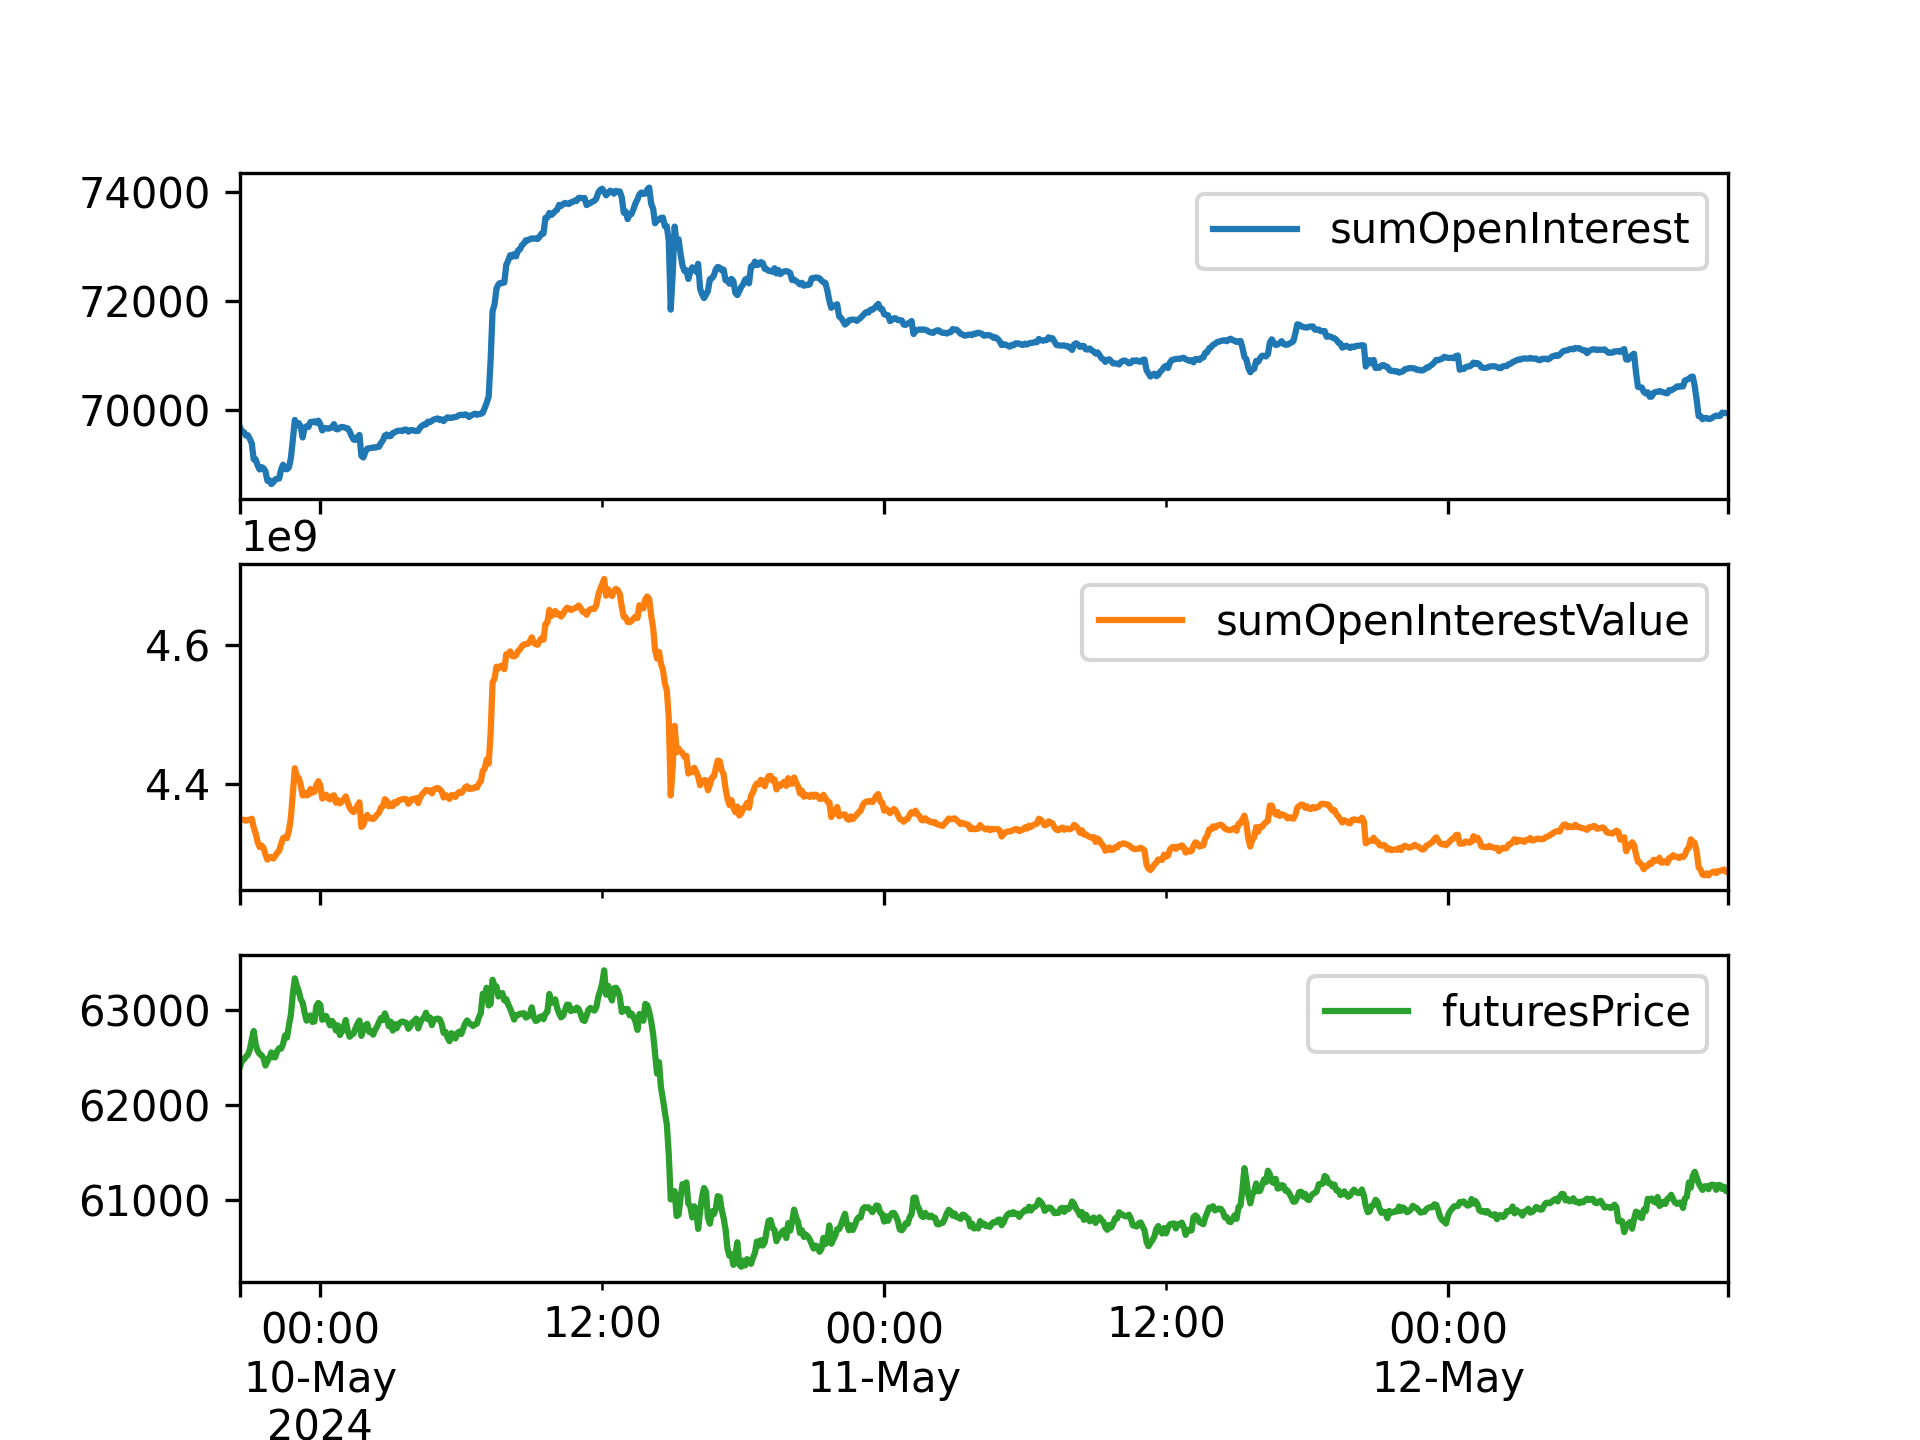 74000
72000
70000
sumOpenInterest
1e9
4.6
4.4
sumOpenInterestValue
63000
62000
61000
futuresPrice
00:00 12:00 00:00 12:00 00:00
10-May 11-May 12-May
2024